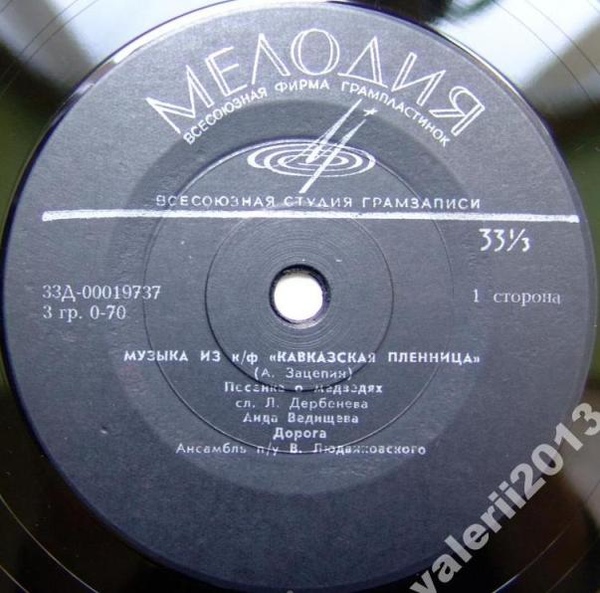 МЕЛОДИЯ
ВСЕСОЮЗНАЯ ФИРМА ГРАМПЛАСТИНОК
ВСЕСОЮЗНАЯ СТУДИЯ ГРАМЗАПИСИ
33⅓
33Д-00019737
3 гр. 0-70
1 сторона
МУЗЫКА ИЗ к/ф «КАВКАЗСКАЯ ПЛЕННИЦА»
(А. Зацепин)
Песенка о медведях
сл. Л. Дербенева
Аида Ведищева
Дорога
Ансамбль п/у В. Людвиковского
valerii2013